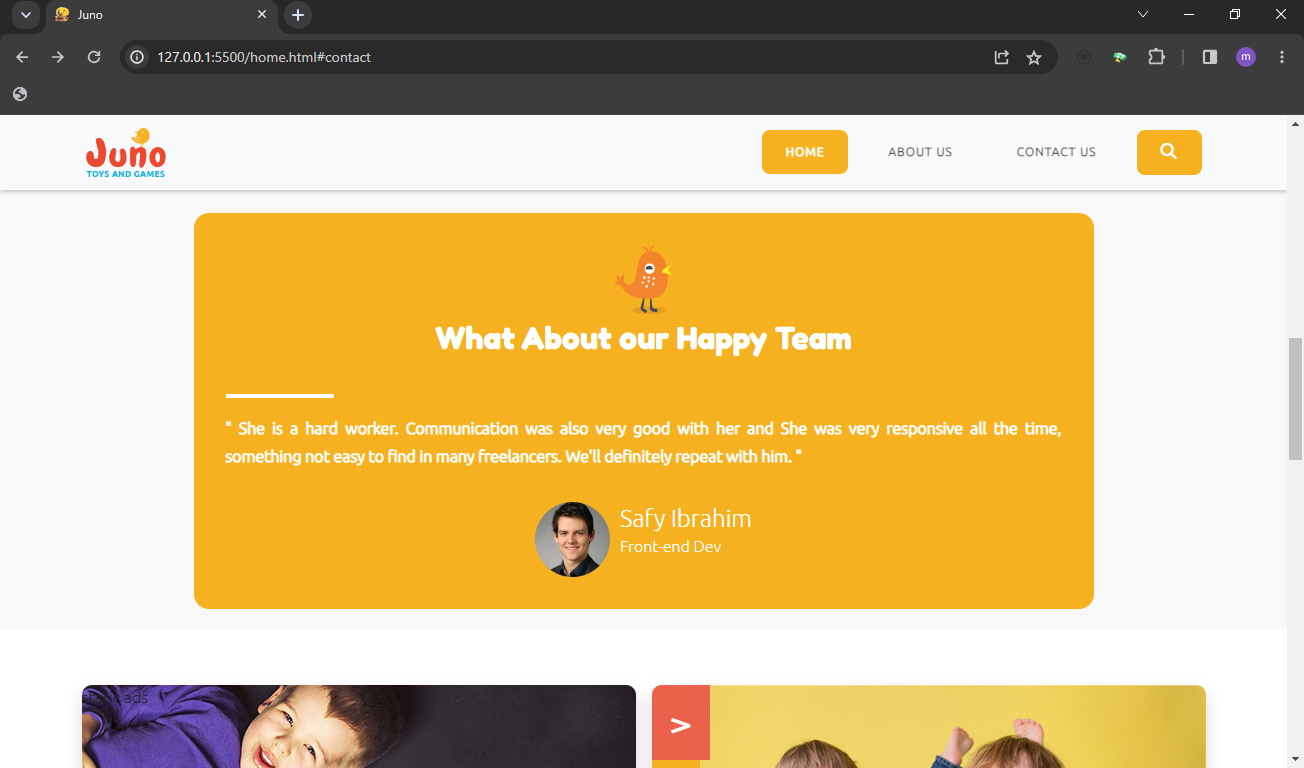 Juno
127.0.0.1:5500/home.html#contact
m
Juno
TOYS AND GAMES
HOME
ABOUT US
CONTACT US
What About our Happy Team
" She is a hard worker. Communication was also very good with her and She was very responsive all the time,
something not easy to find in many freelancers. We'll definitely repeat with him. "
Safy Ibrahim
Front-end Dev
ads
>